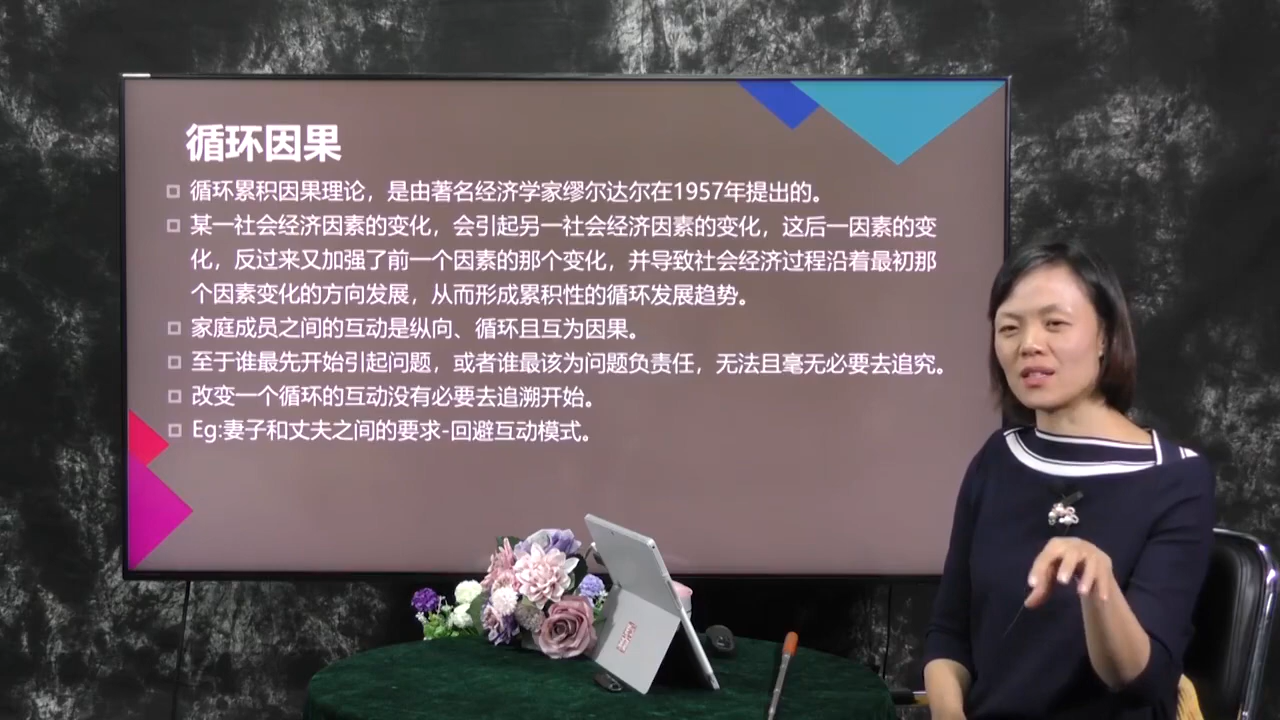 循环因果
循环累积因果理论，是由著名经济学家缪尔达尔在1957年提出的。
某一社会经济因素的变化，会引起另一社会经济因素的变化，这后一因素的变
化，反过来又加强了前一个因素的那个变化，并导致社会经济过程沿着最初那
个因素变化的方向发展，从而形成累积性的循环发展趋势。
家庭成员之间的互动是纵向、循环且互为因果。
至于谁最先开始引起问题，或者谁最该为问题负责任，无法且毫无必要去追究。
改变一个循环的互动没有必要去追溯开始。
Eg:妻子和丈夫之间的要求-回避互动模式。